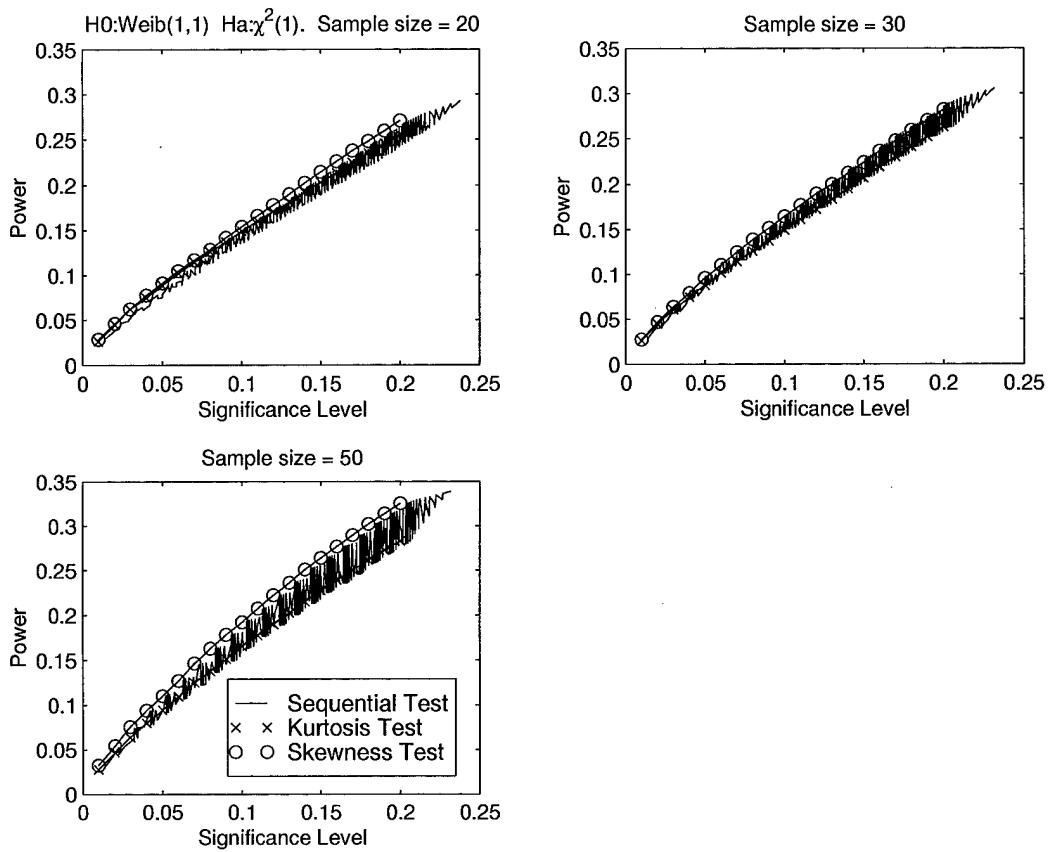 H0:Weib(1,1) Ha:χ²(1). Sample size = 20
0.35
0.3
0.25
0.2
0.15
0.1
0.05
0
Power
0 0.05 0.1 0.15 0.2 0.25
Significance Level
Sample size = 30
0.35
0.3
0.25
0.2
0.15
0.1
0.05
0
Power
0 0.05 0.1 0.15 0.2 0.25
Significance Level
Sample size = 50
0.35
0.3
0.25
0.2
0.15
0.1
0.05
0
Power
Sequential Test
Kurtosis Test
Skewness Test
0 0.05 0.1 0.15 0.2 0.25
Significance Level